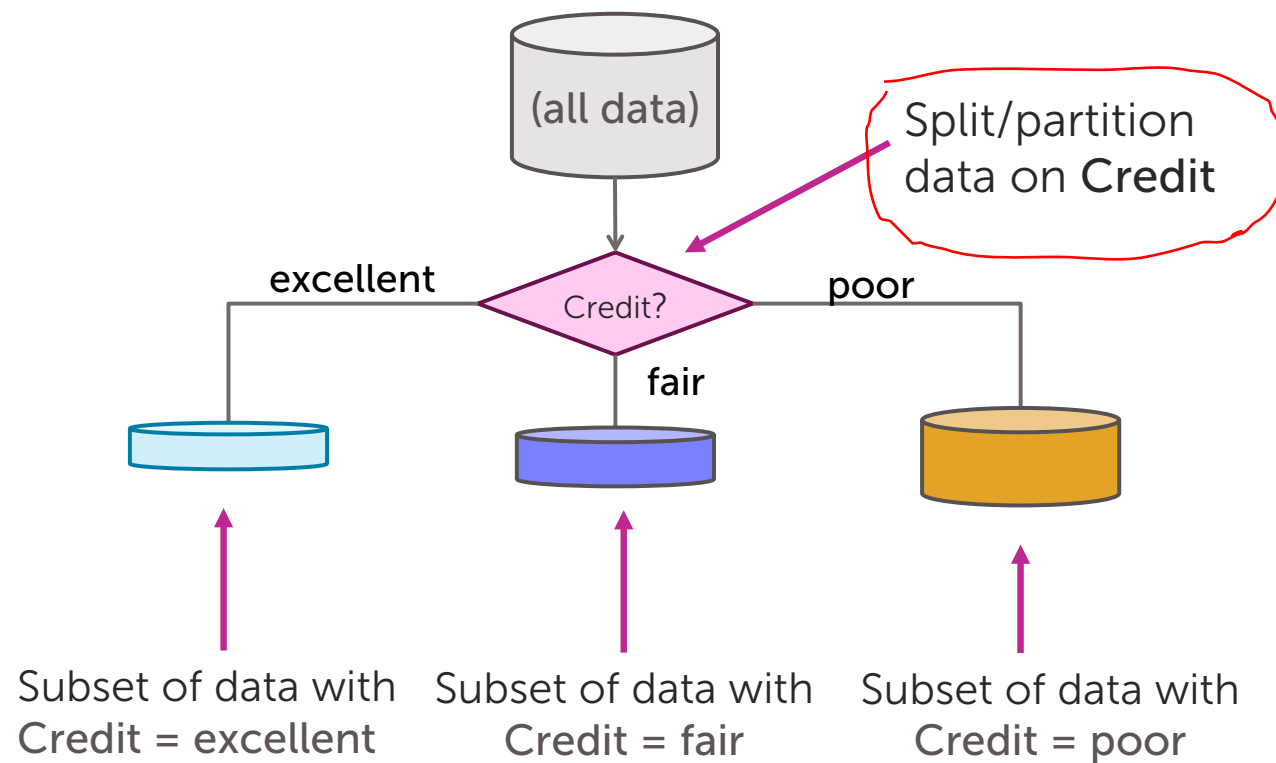 (all data)
Split/partition
data on Credit
excellent
Credit?
poor
fair
Subset of data with
Credit = excellent
Subset of data with
Credit = fair
Subset of data with
Credit = poor